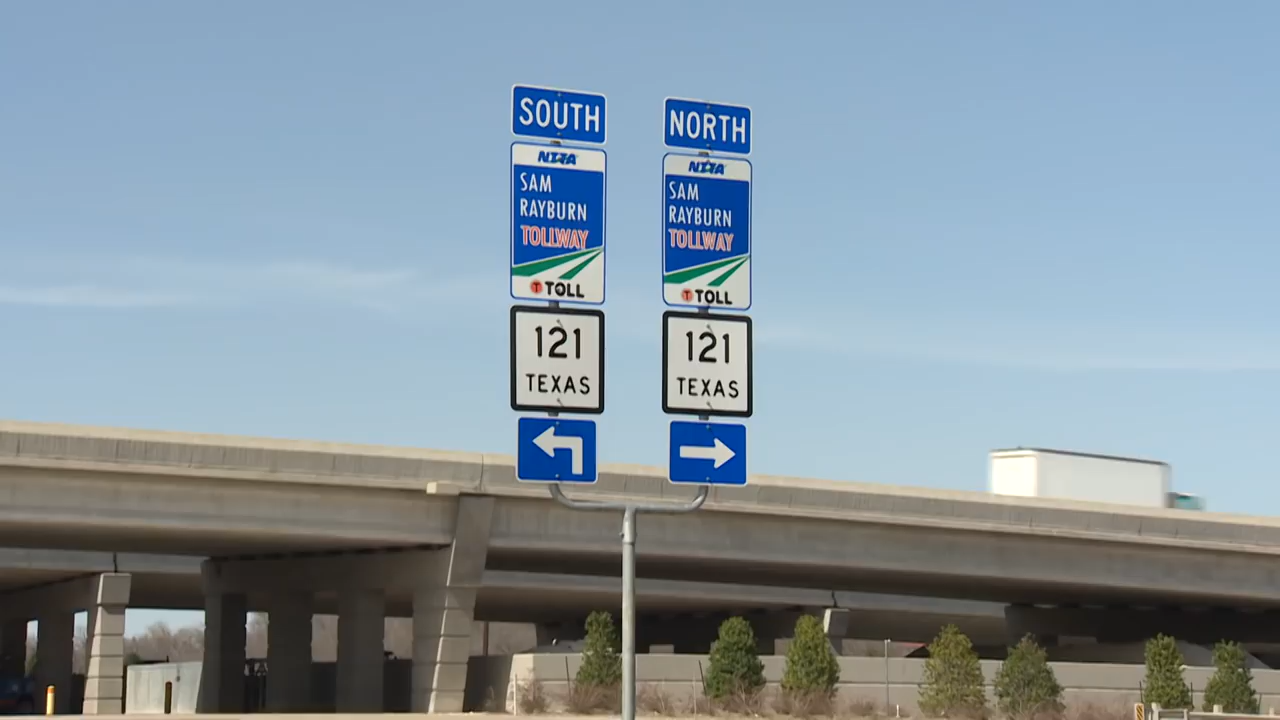 SOUTH
NTTA
SAM
RAYBURN
TOLLWAY
T TOLL
121
TEXAS
NORTH
NTTA
SAM
RAYBURN
TOLLWAY
T TOLL
121
TEXAS